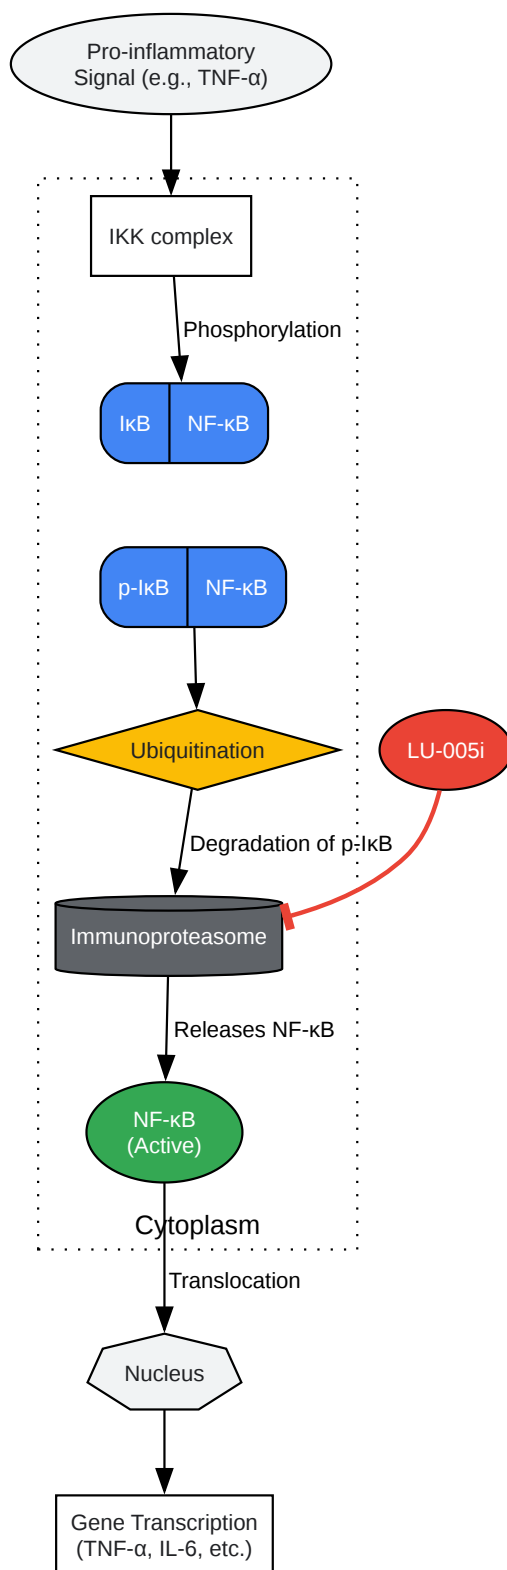 Pro-inflammatory
Signal (e.g., TNF-α)
IKK complex
Phosphorylation
IκB
NF-κB
p-IκB
NF-κB
Ubiquitination
LU-005i
Degradation of p-IκB
Immunoproteasome
Releases NF-κB
NF-κB
(Active)
Cytoplasm
Translocation
Nucleus
Gene Transcription
(TNF-α, IL-6, etc.)